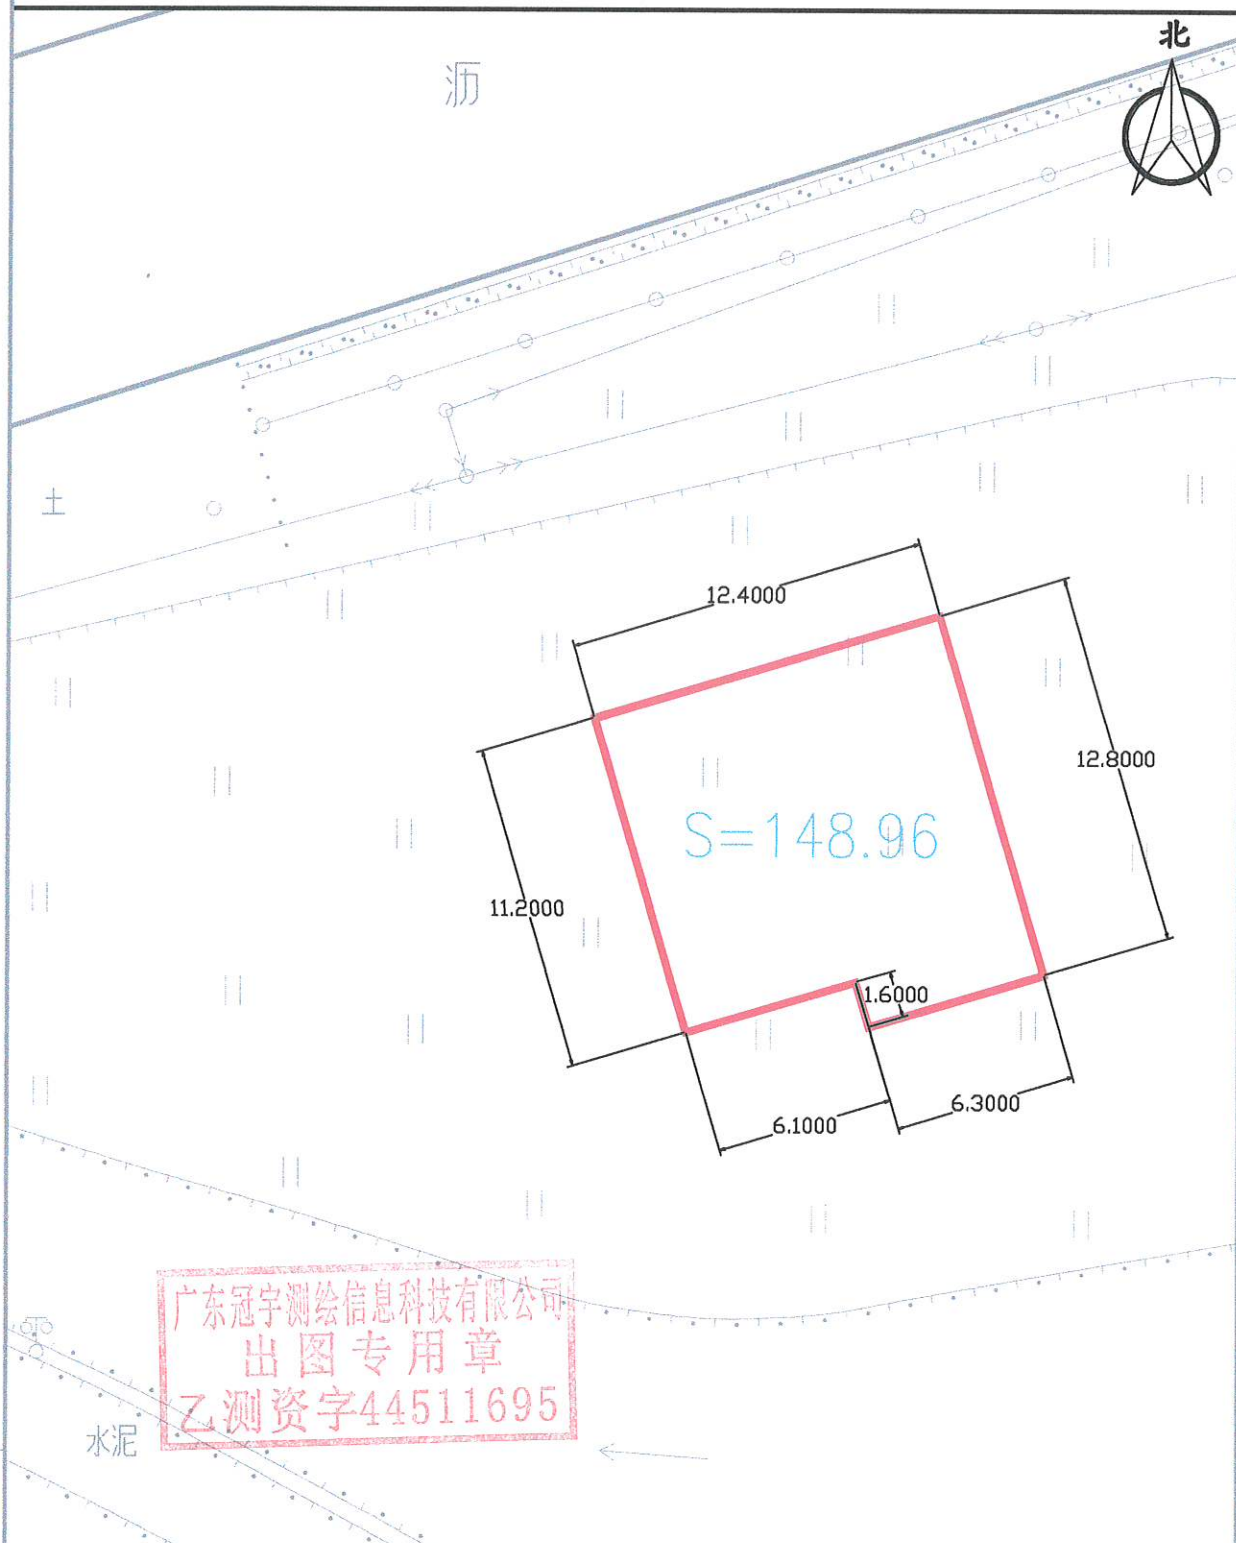 北
沥
土
12.4000
12.8000
S=148.96
11.2000
1.6000
6.3000
6.1000
广东冠宇测绘信息科技有限公司
出图专用章
乙测资字44511695
水泥